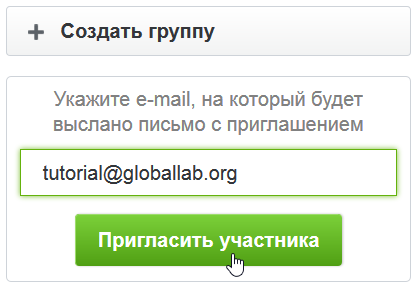 + Создать группу
Укажите e-mail, на который будет
выслано письмо с приглашением
tutorial@globallab.org
Пригласить участника